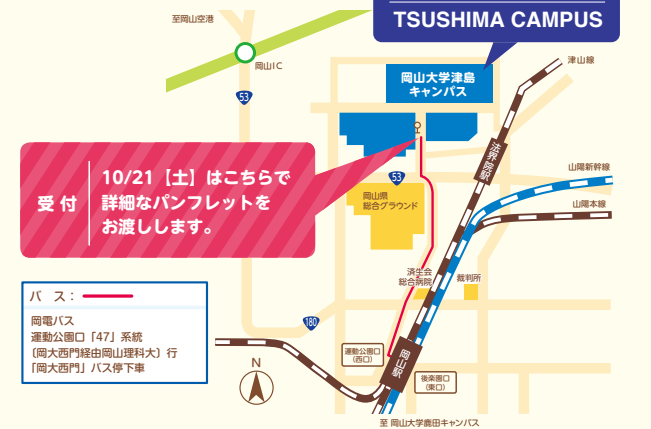 TSUSHIMA CAMPUS
至岡山空港
岡山IC
53
岡山大学津島
キャンパス
津山線
法界院駅
山陽新幹線
山陽本線
受付
10/21【土】はこちらで
詳細なパンフレットを
お渡しします。
53
岡山県
総合グラウンド
済生会
総合病院
裁判所
バス：
岡電バス
運動公園口「47」系統
〔岡大西門経由岡山理科大〕行
「岡大西門」バス停下車
180
N
運動公園口
(西口)
岡山駅
後楽園口
(東口)
至 岡山大学鹿田キャンパス